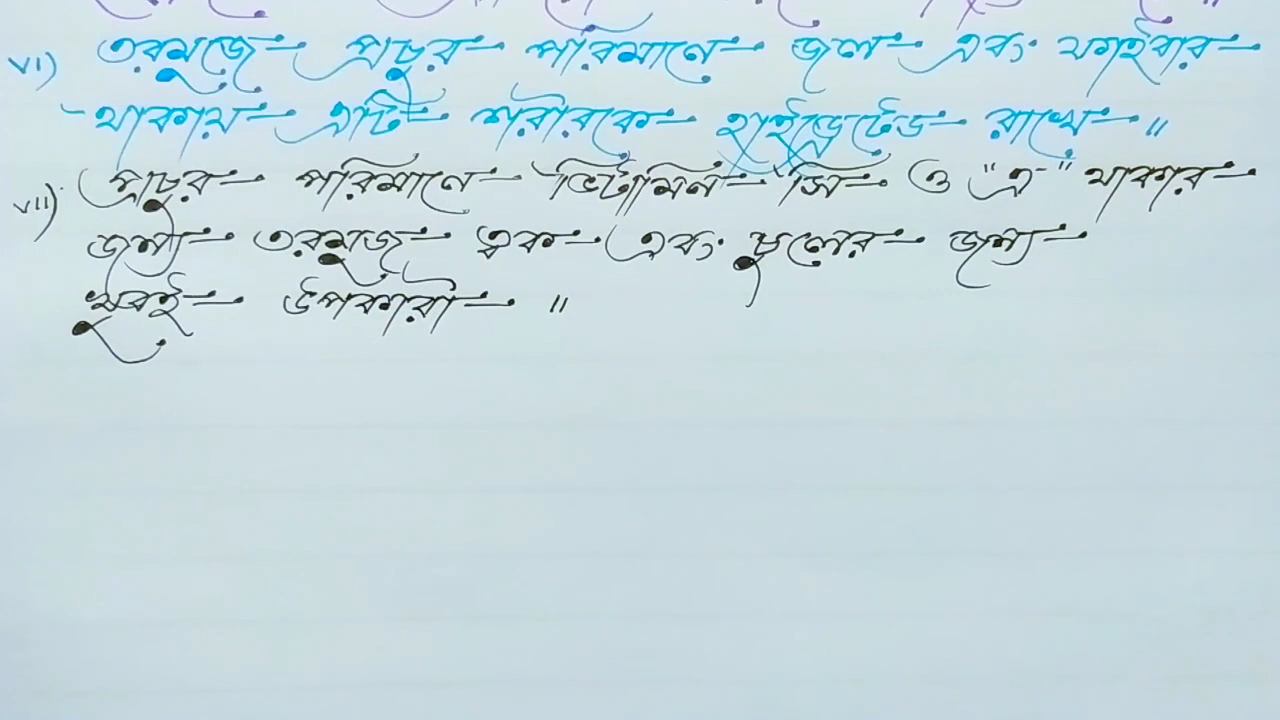 vi) তরমুজে প্রচুর পরিমানে জল এবং ফাইবার
থাকায় এটি শরীরকে হাইড্রেটেড রাখে॥
vii) প্রচুর পরিমানে ভিটামিন সি ও "এ" থাকার
জন্য তরমুজ ত্বক এবং চুলের জন্য
খুবই উপকারী॥